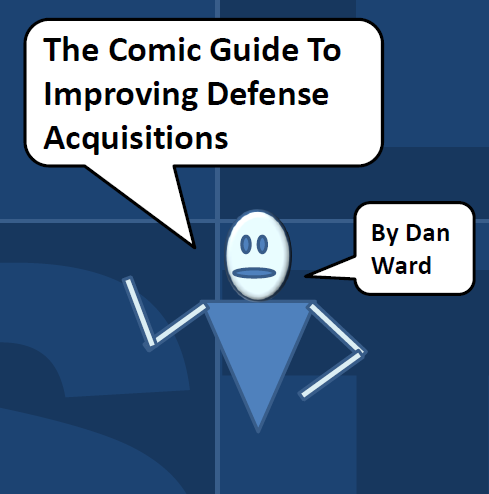 The Comic Guide To
Improving Defense
Acquisitions
By Dan
Ward